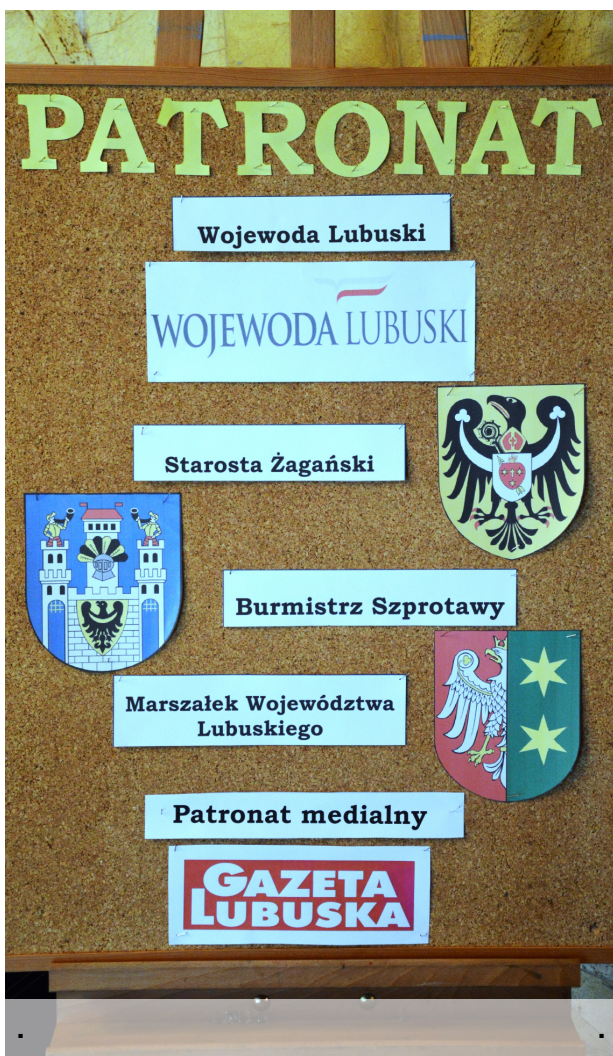 PATRONAT
Wojewoda Lubuski
WOJEWODA LUBUSKI
Starosta Żagański
Burmistrz Szprotawy
Marszałek Województwa
Lubuskiego
Patronat medialny
GAZETA
LUBUSKA
. .